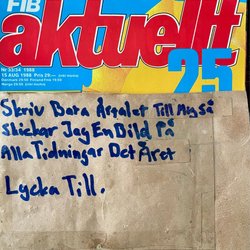 FIB
aktuellt
Nr 33/34 1988
15 AUG 1988 Pris 29:-
25
Skriv Bara Årtalet Till Mig Så
Skickar Jag En Bild På
Alla Tidningar Det Året
Lycka Till.